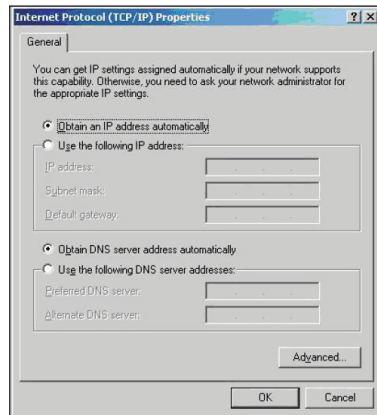 Internet Protocol (TCP/IP) Properties
General
You can get IP settings assigned automatically if your network supports
this capability. Otherwise, you need to ask your network administrator for
the appropriate IP settings.
Obtain an IP address automatically
Use the following IP address:
IP address:
Subnet mask:
Default gateway:
Obtain DNS server address automatically
Use the following DNS server addresses:
Preferred DNS server:
Alternate DNS server:
Advanced...
OK Cancel